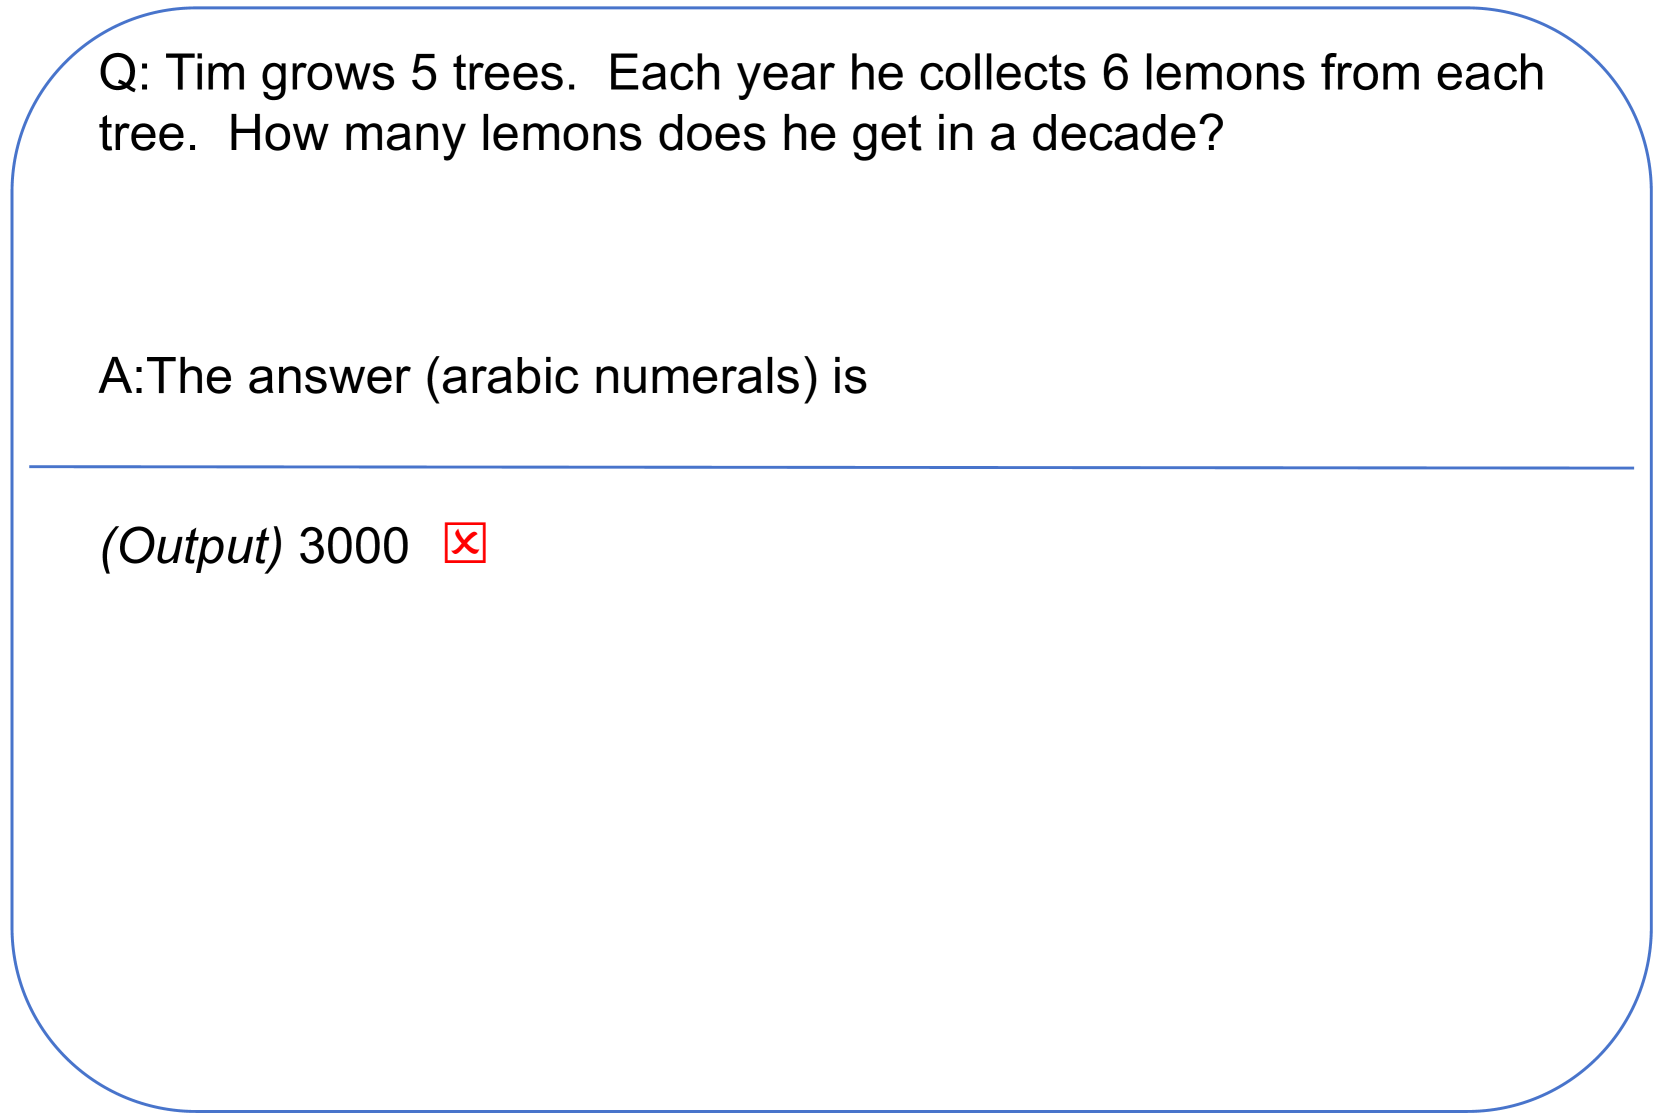 Q: Tim grows 5 trees.  Each year he collects 6 lemons from each
tree.  How many lemons does he get in a decade?
A:The answer (arabic numerals) is
(Output) 3000 ☒